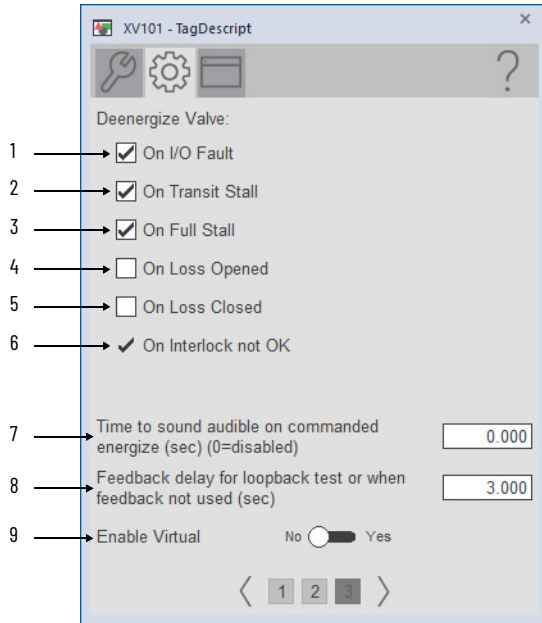 XV101 - TagDescript
×
?
Deenergize Valve:
1 On I/O Fault
2 On Transit Stall
3 On Full Stall
4 On Loss Opened
5 On Loss Closed
6 On Interlock not OK
7 Time to sound audible on commanded
energize (sec) (0=disabled) 0.000
8 Feedback delay for loopback test or when
feedback not used (sec) 3.000
9 Enable Virtual No Yes
1 2 3